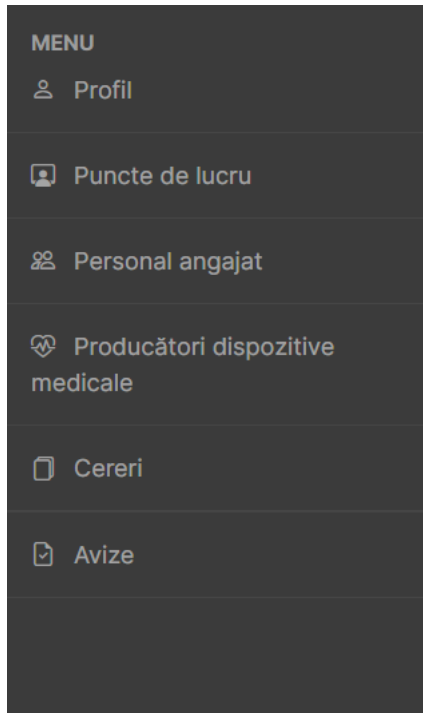 MENU
Profil
Puncte de lucru
Personal angajat
Producători dispozitive
medicale
Cereri
Avize